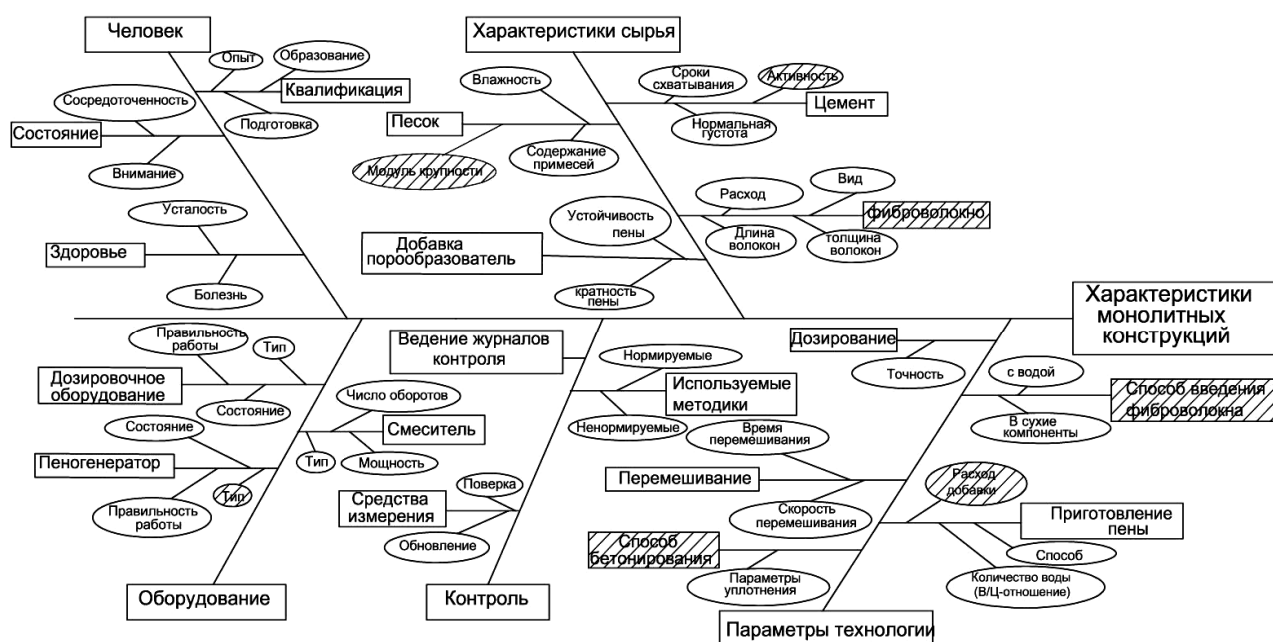 Человек
Опыт
Образование
Квалификация
Подготовка
Сосредоточенность
Состояние
Внимание
Усталость
Здоровье
Болезнь
Характеристики сырья
Влажность
Песок
Модуль крупности
Содержание
примесей
Сроки
схватывания
Активность
Цемент
Нормальная
густота
Устойчивость
пены
Добавка
порообразователь
кратность
пены
Расход
Вид
фиброволокно
Длина
волокон
толщина
волокон
Характеристики
монолитных
конструкций
Правильность
работы
Тип
Дозировочное
оборудование
Состояние
Состояние
Пеногенератор
Правильность
работы
Тип
Число оборотов
Смеситель
Тип
Мощность
Оборудование
Ведение журналов
контроля
Нормируемые
Используемые
методики
Ненормируемые
Поверка
Средства
измерения
Обновление
Контроль
Дозирование
Точность
с водой
Способ введения
фиброволокна
В сухие
компоненты
Время
перемешивания
Перемешивание
Скорость
перемешивания
Расход
добавки
Приготовление
пены
Способ
Количество воды
(В/Ц-отношение)
Способ
бетонирования
Параметры
уплотнения
Параметры технологии